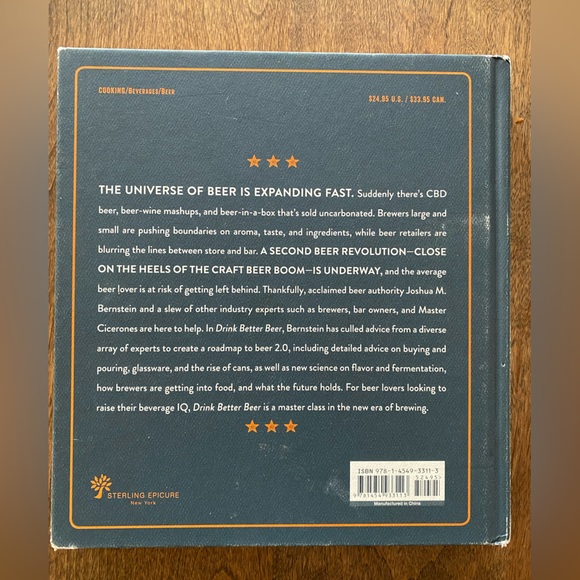 COOKING/BEVERAGES/BEER
$24.95 U.S. / $33.95 CAN.
THE UNIVERSE OF BEER IS EXPANDING FAST. Suddenly there's CBD
beer, beer-wine mashups, and beer-in-a-box that's sold uncarbonated. Brewers large and
small are pushing boundaries on aroma, taste, and ingredients, while beer retailers are
blurring the lines between store and bar. A SECOND BEER REVOLUTION—CLOSE
ON THE HEELS OF THE CRAFT BEER BOOM—IS UNDERWAY, and the average
beer lover is at risk of getting left behind. Thankfully, acclaimed beer authority Joshua M.
Bernstein and a slew of other industry experts such as brewers, bar owners, and Master
Cicerones are here to help. In Drink Better Beer, Bernstein has culled advice from a diverse
array of experts to create a roadmap to beer 2.0, including detailed advice on buying and
pouring, glassware, and the rise of cans, as well as new science on flavor and fermentation,
how brewers are getting into food, and what the future holds. For beer lovers looking to
raise their beverage IQ, Drink Better Beer is a master class in the new era of brewing.
STERLING EPICURE
New York
ISBN 978-1-4549-3311-3
52495
9781454933113
Manufactured in China